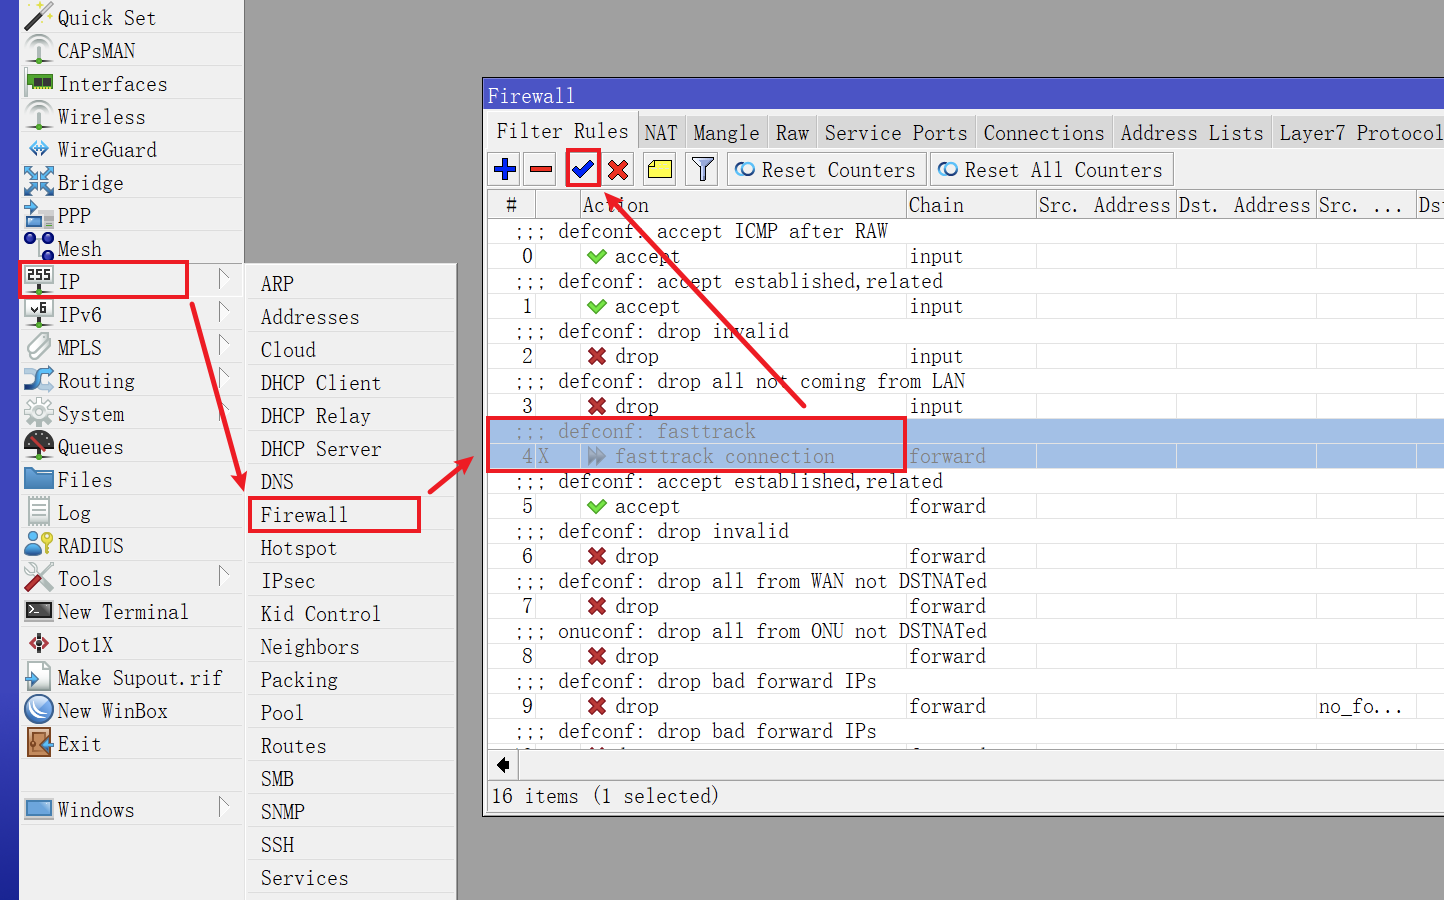 Quick Set
CAPsMAN
Interfaces
Wireless
WireGuard
Bridge
PPP
Mesh
255 IP
v6 IPv6
MPLS
Routing
System
Queues
Files
Log
RADIUS
Tools
New Terminal
Dot1X
Make Supout.rif
New WinBox
Exit
Windows
ARP
Addresses
Cloud
DHCP Client
DHCP Relay
DHCP Server
DNS
Firewall
Hotspot
IPsec
Kid Control
Neighbors
Packing
Pool
Routes
SMB
SNMP
SSH
Services
Firewall
Filter Rules NAT Mangle Raw Service Ports Connections Address Lists Layer7 Protocol
Reset Counters Reset All Counters
# Action Chain Src. Address Dst. Address Src. ... Dst
;;; defconf: accept ICMP after RAW
0 accept input
;;; defconf: accept established,related
1 accept input
;;; defconf: drop invalid
2 drop input
;;; defconf: drop all not coming from LAN
3 drop input
;;; defconf: fasttrack
4 X fasttrack connection forward
;;; defconf: accept established,related
5 accept forward
;;; defconf: drop invalid
6 drop forward
;;; defconf: drop all from WAN not DSTNATed
7 drop forward
;;; onuconf: drop all from ONU not DSTNATed
8 drop forward
;;; defconf: drop bad forward IPs
9 drop forward no_fo...
;;; defconf: drop bad forward IPs
16 items (1 selected)